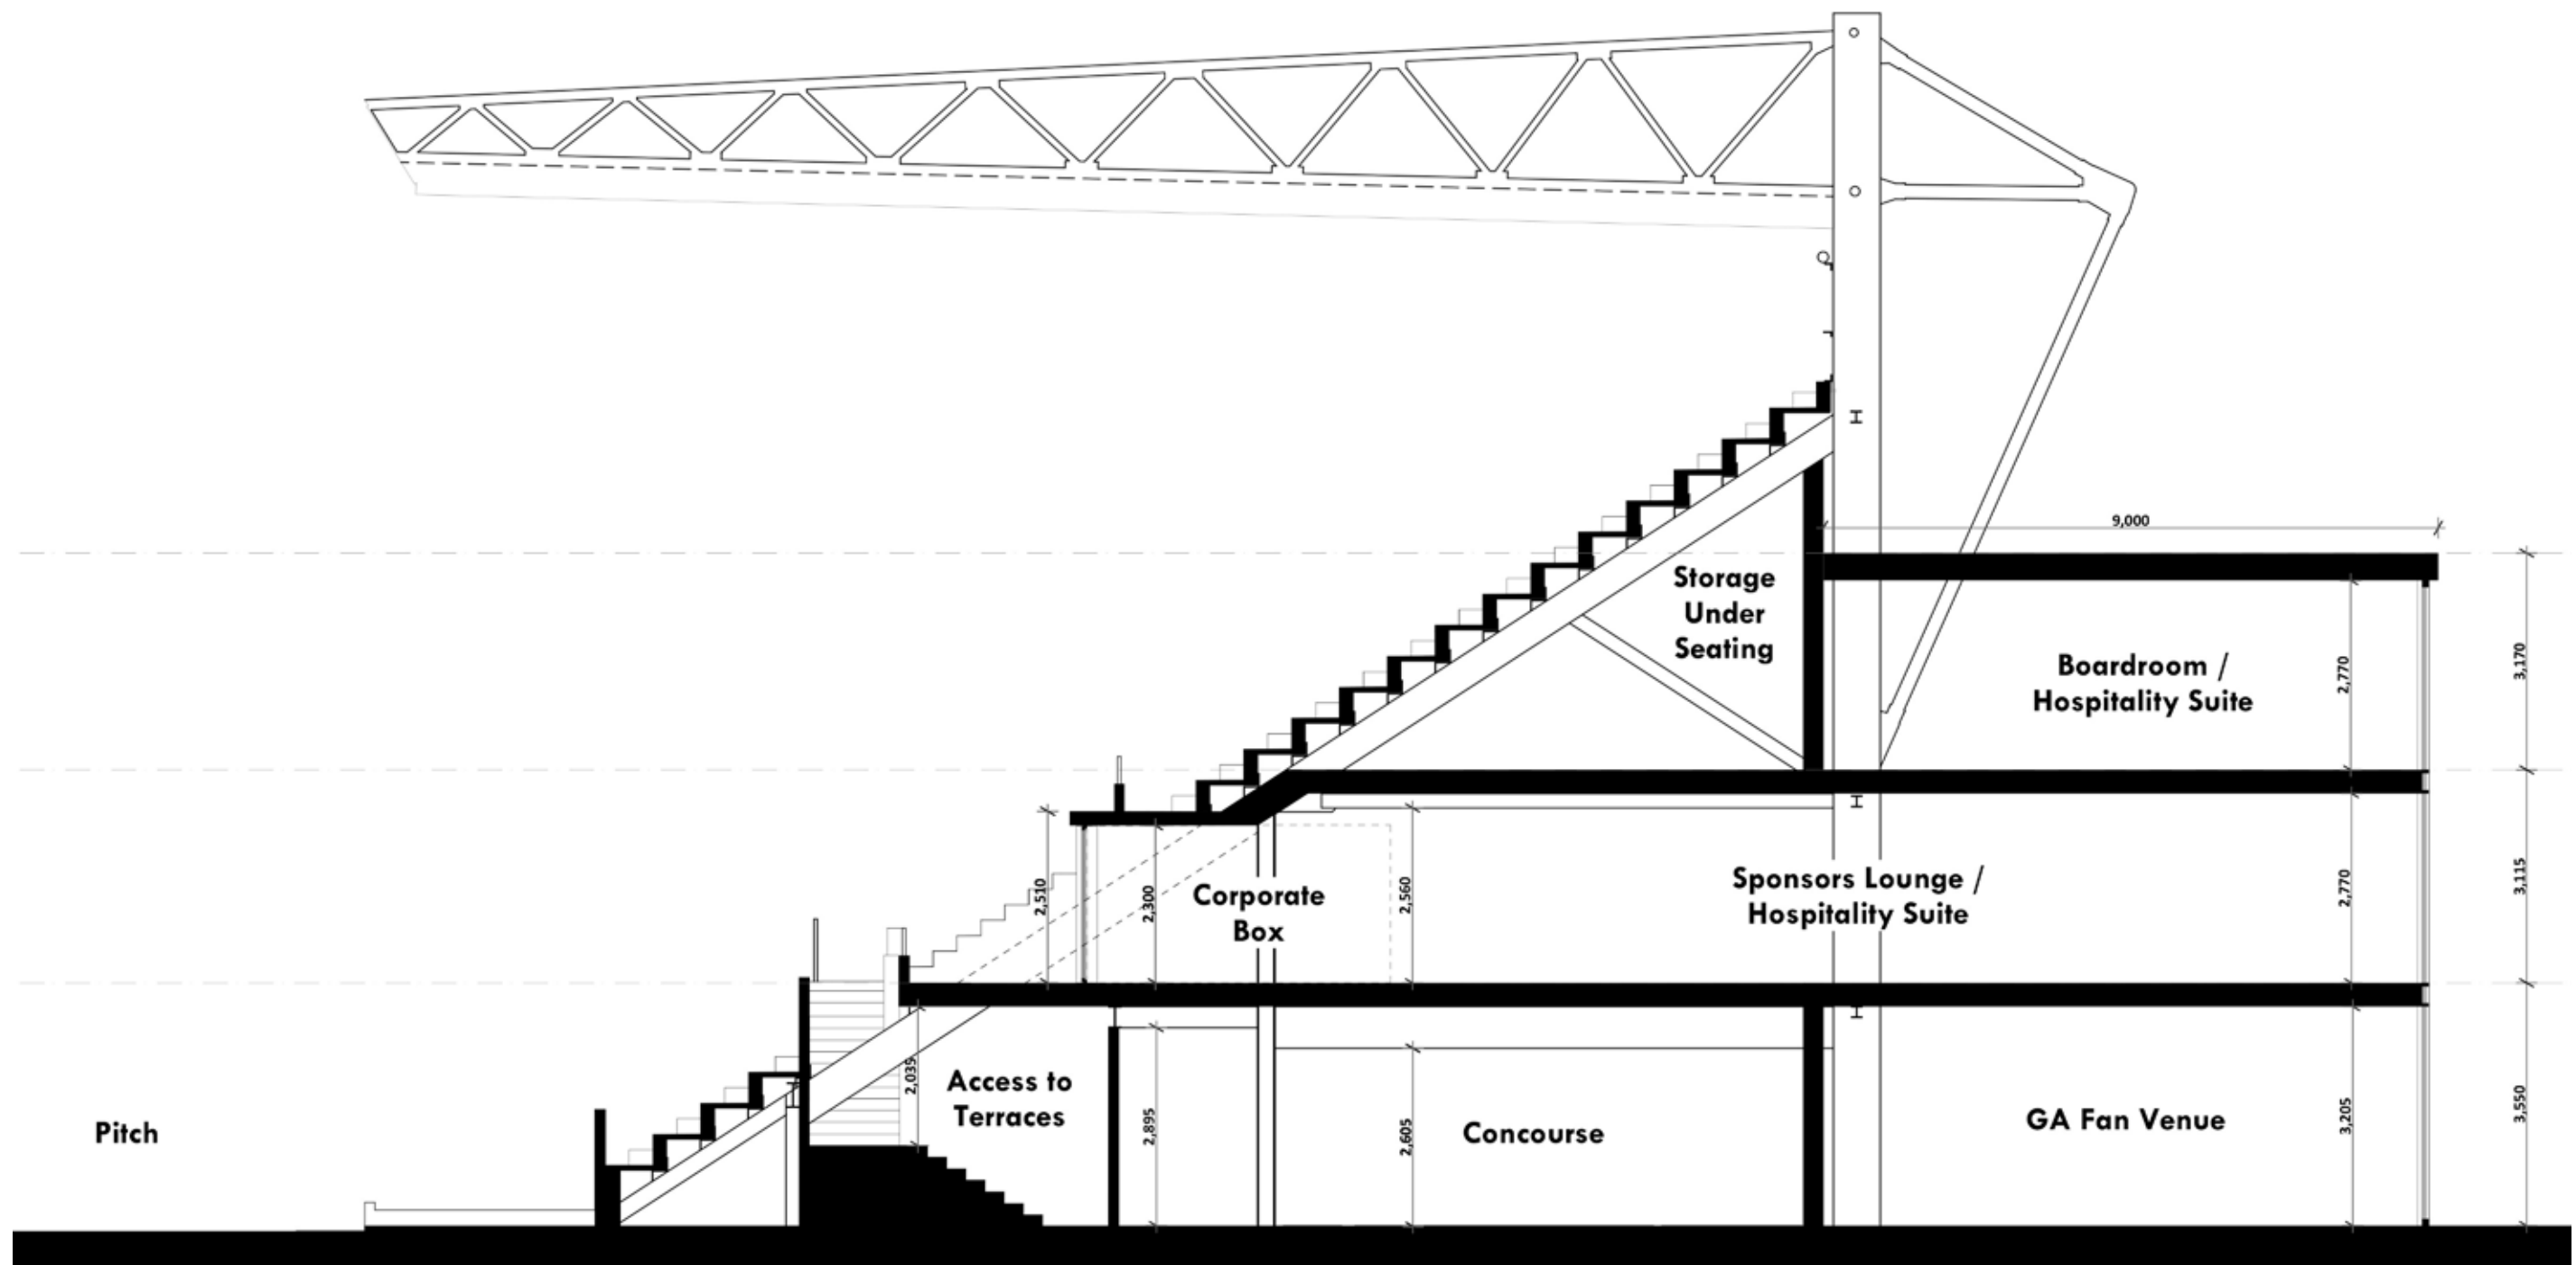 9,000
Storage
Under
Seating
Boardroom /
Hospitality Suite
2,770
3,170
2,510
2,300
Corporate
Box
2,560
Sponsors Lounge /
Hospitality Suite
2,770
3,115
Pitch
2,035
Access to
Terraces
2,895
2,605
Concourse
GA Fan Venue
3,205
3,550